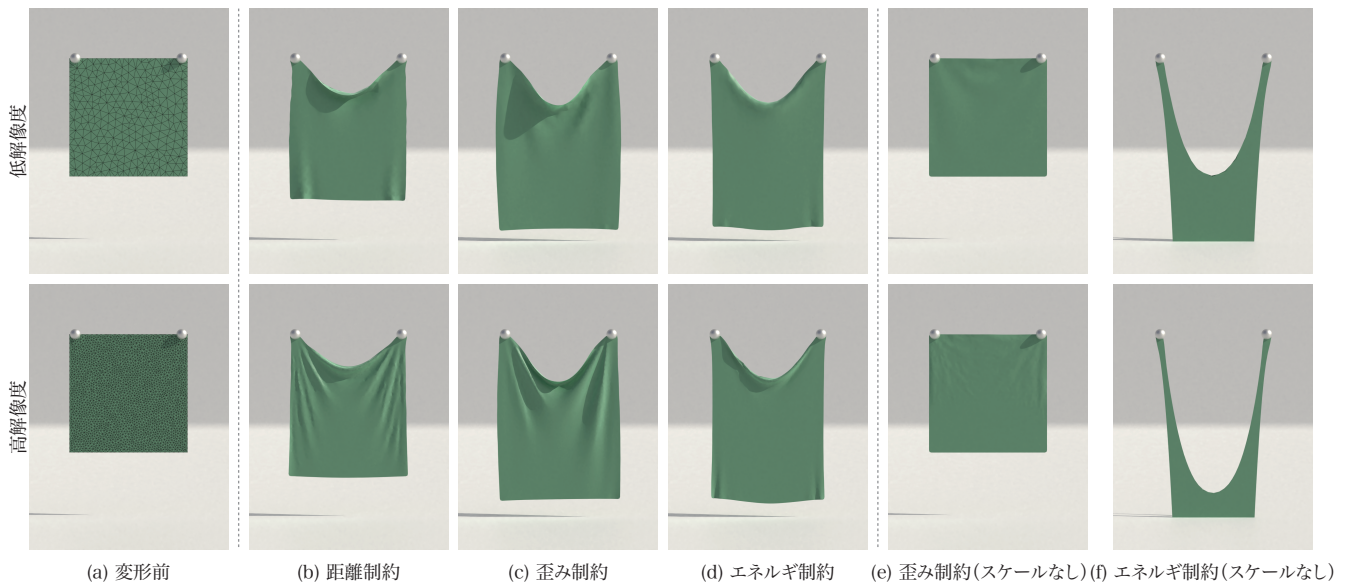 低解像度
高解像度
(a) 変形前
(b) 距離制約
(c) 歪み制約
(d) エネルギ制約
(e) 歪み制約(スケールなし)
(f) エネルギ制約(スケールなし)